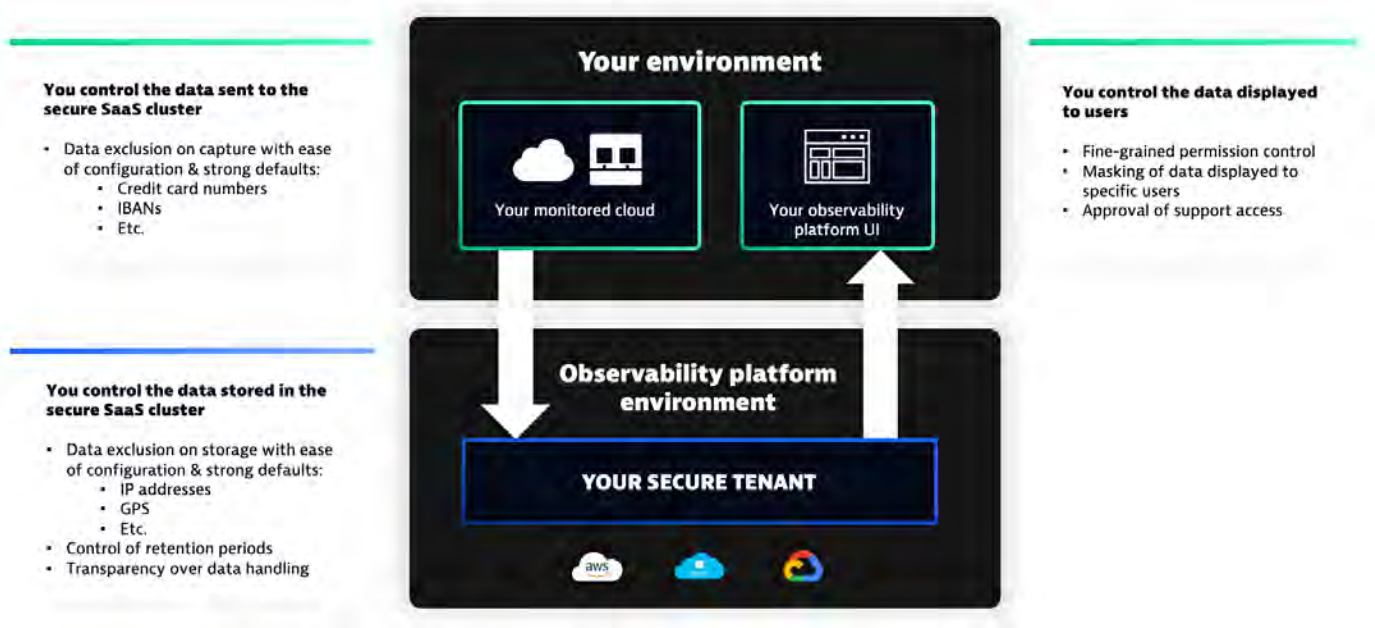 You control the data sent to the
secure SaaS cluster
• Data exclusion on capture with ease
of configuration & strong defaults:
• Credit card numbers
• IBANs
• Etc.
You control the data stored in the
secure SaaS cluster
• Data exclusion on storage with ease
of configuration & strong defaults:
• IP addresses
• GPS
• Etc.
• Control of retention periods
• Transparency over data handling
Your environment
Your monitored cloud
Your observability
platform UI
Observability platform
environment
YOUR SECURE TENANT
aws
You control the data displayed
to users
• Fine-grained permission control
• Masking of data displayed to
specific users
• Approval of support access